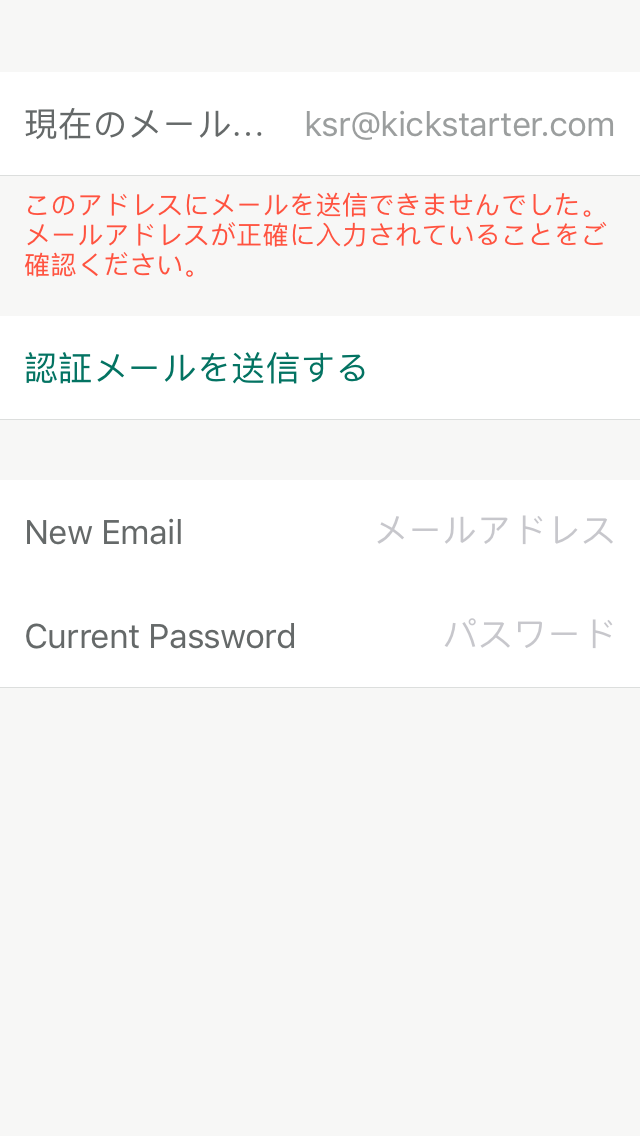 現在のメール...
ksr@kickstarter.com
このアドレスにメールを送信できませんでした。
メールアドレスが正確に入力されていることをご
確認ください。
認証メールを送信する
New Email
メールアドレス
Current Password
パスワード